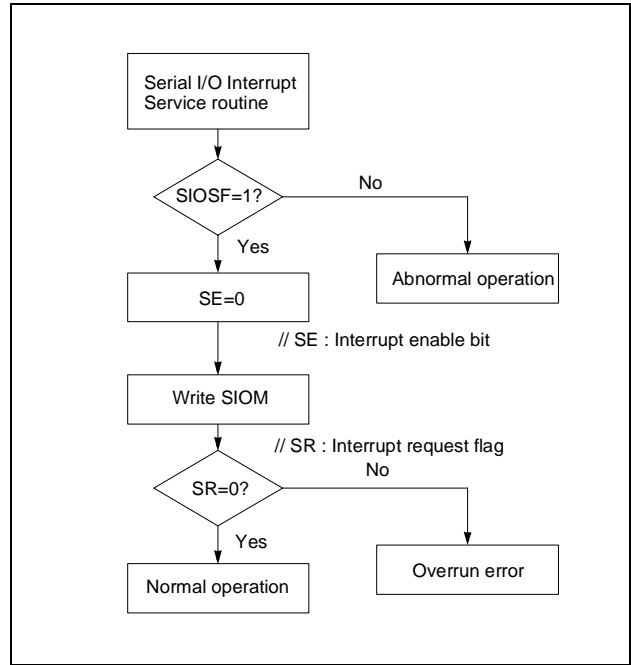 Serial I/O Interrupt
Service routine
SIOSF=1?
No
Yes
Abnormal operation
SE=0
// SE : Interrupt enable bit
Write SIOM
// SR : Interrupt request flag
No
SR=0?
Yes
Overrun error
Normal operation